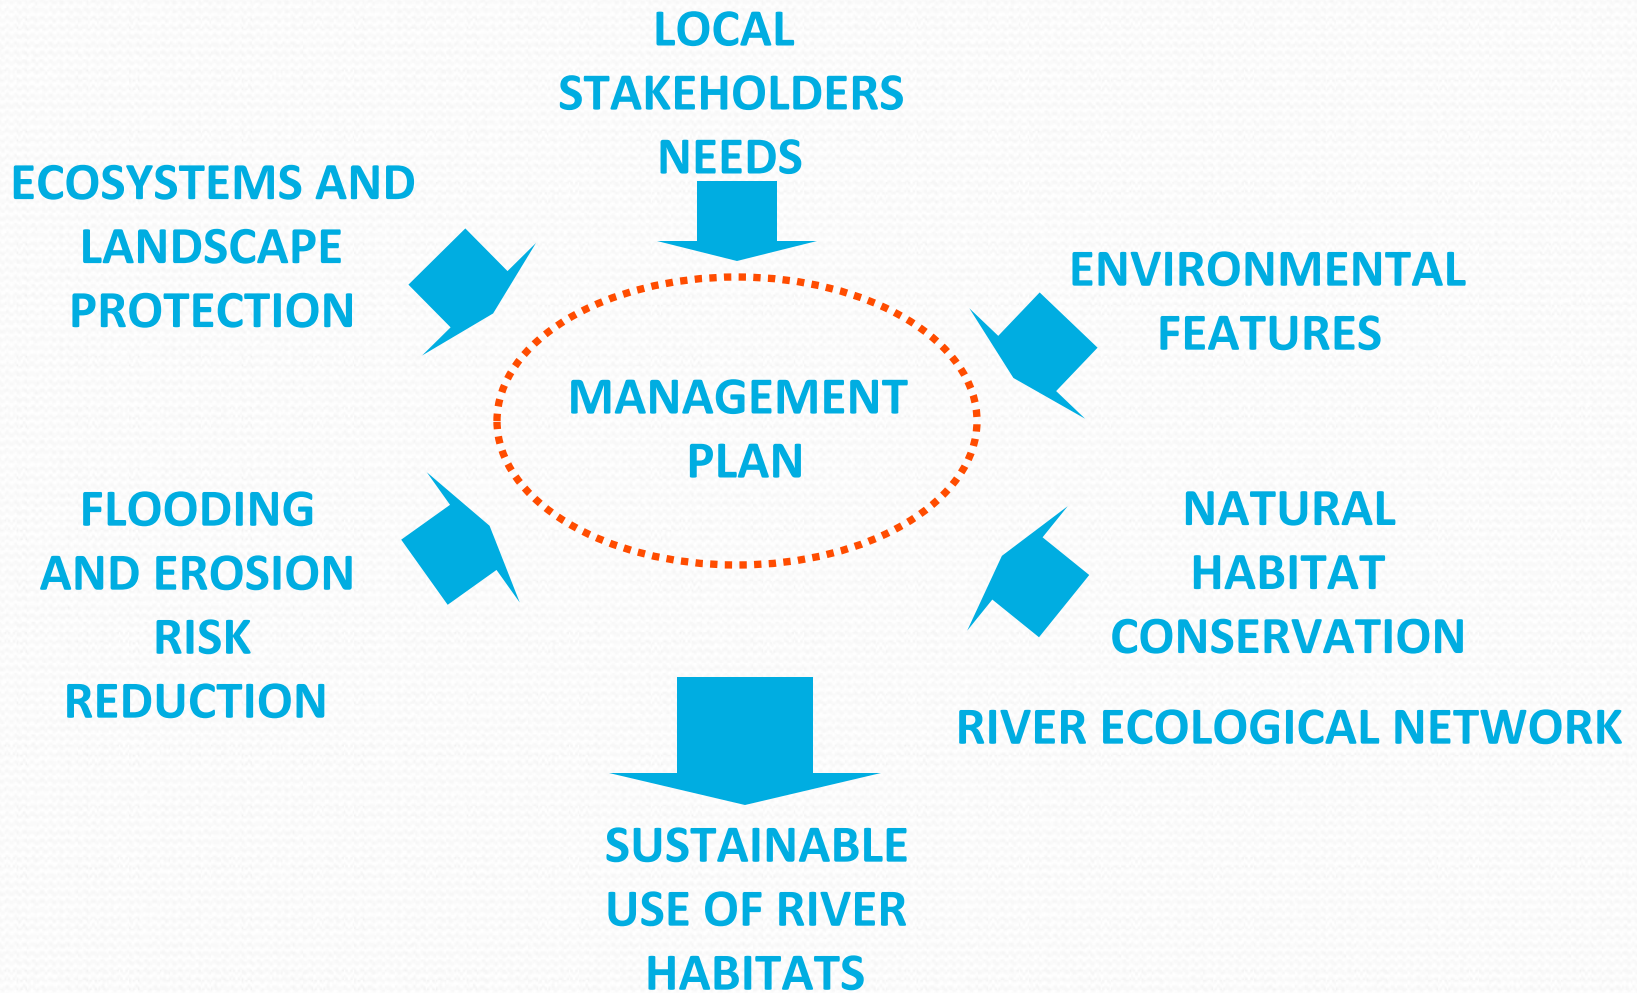 LOCAL
STAKEHOLDERS
NEEDS
ECOSYSTEMS AND
LANDSCAPE
PROTECTION
ENVIRONMENTAL
FEATURES
MANAGEMENT
PLAN
FLOODING
AND EROSION
RISK
REDUCTION
NATURAL
HABITAT
CONSERVATION
RIVER ECOLOGICAL NETWORK
SUSTAINABLE
USE OF RIVER
HABITATS